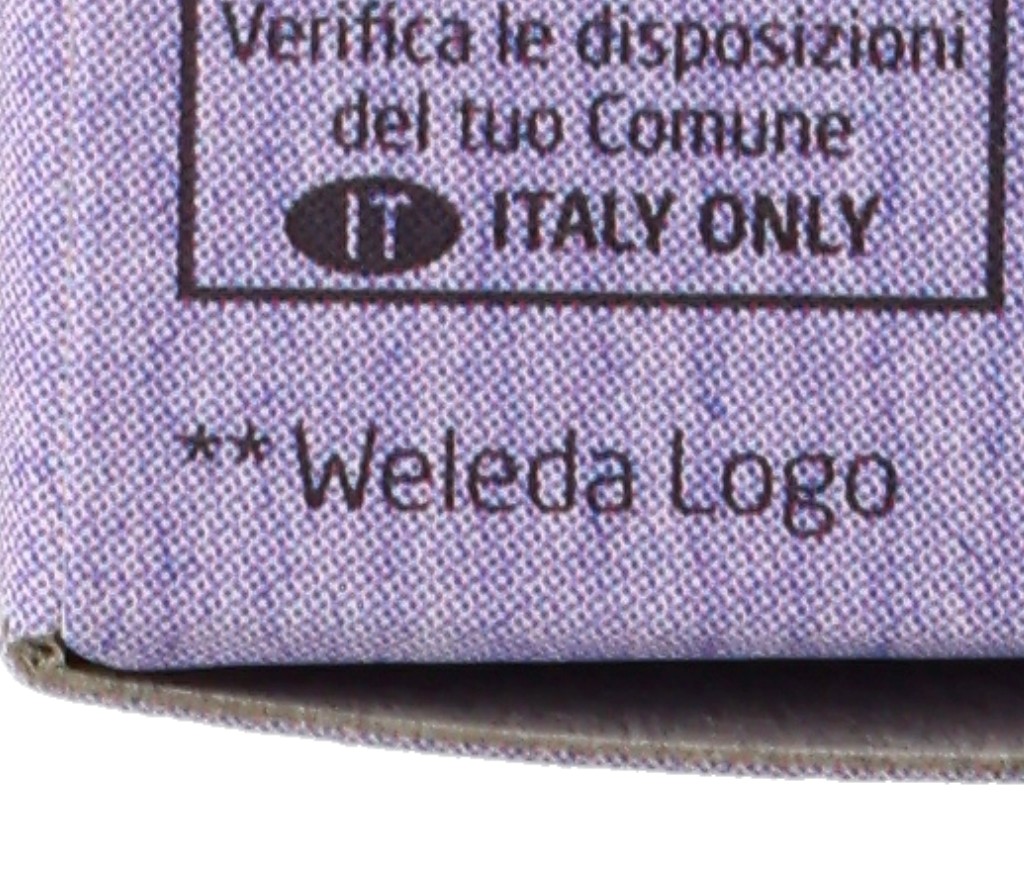 Verifica le disposizioni
del tuo Comune
IT ITALY ONLY
** Weleda Logo